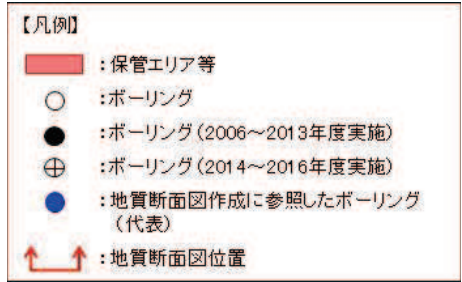 【凡例】
：保管エリア等
：ボーリング
：ボーリング（2006～2013年度実施）
：ボーリング（2014～2016年度実施）
：地質断面図作成に参照したボーリング
（代表）
：地質断面図位置